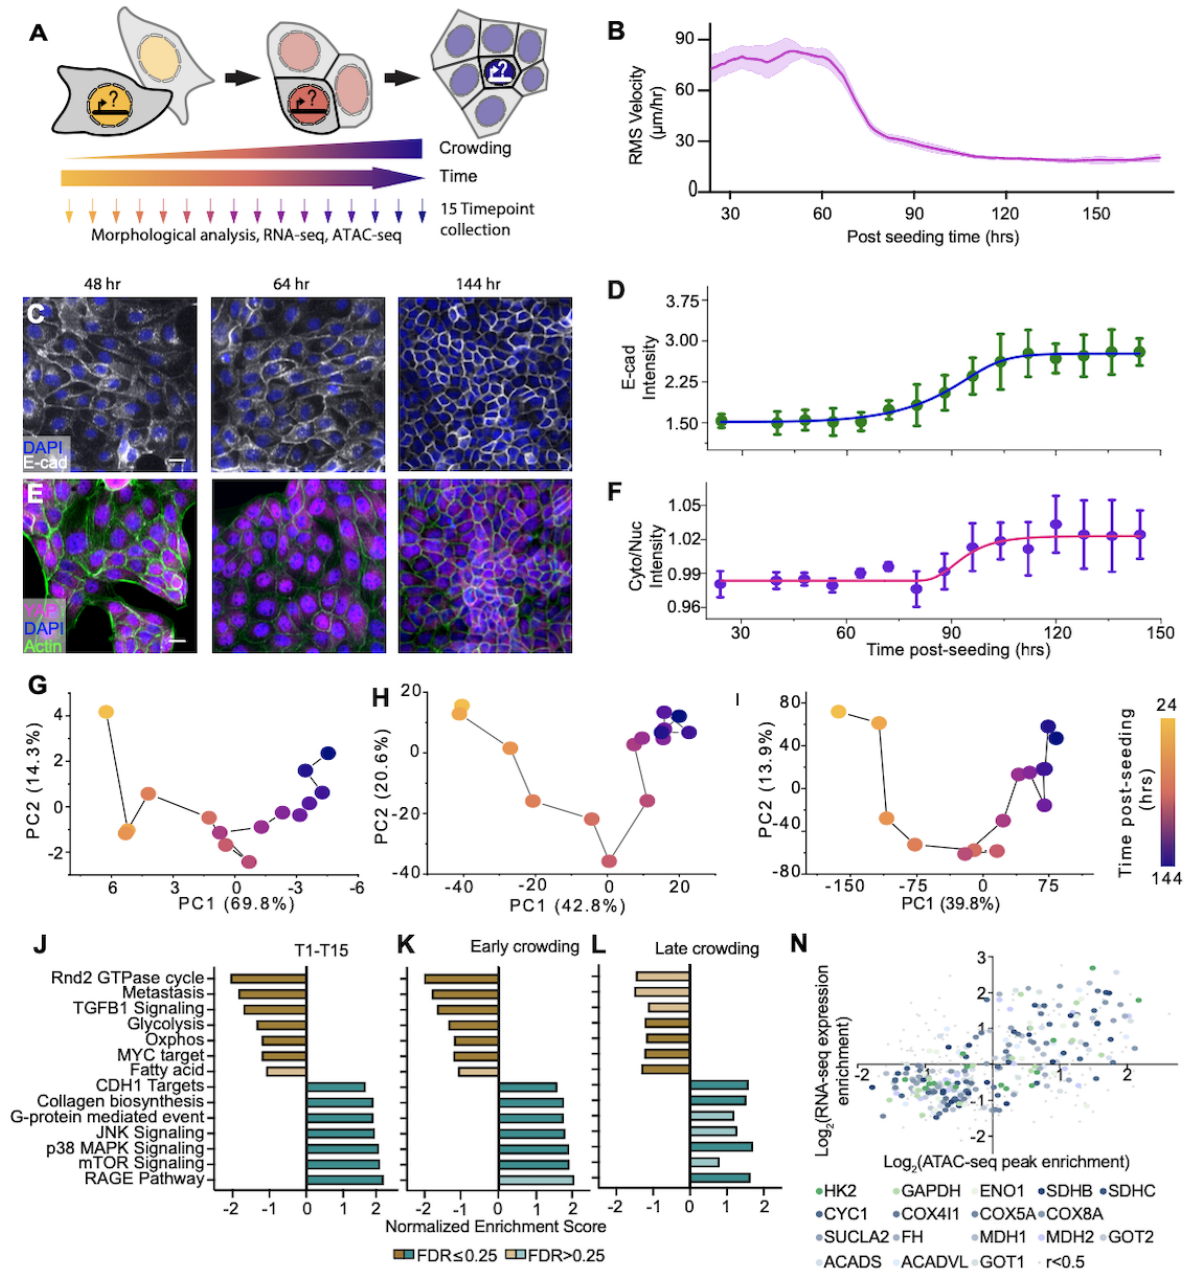 A
?
?
?
Crowding
Time
15 Timepoint
collection
Morphological analysis, RNA-seq, ATAC-seq
B
RMS Velocity
(µm/hr)
90
60
30
0
30 60 90 120 150
Post seeding time (hrs)
48 hr 64 hr 144 hr
C
DAPI
E-cad
D
E-cad
Intensity
3.75
3.00
2.25
1.50
E
YAP
DAPI
Actin
F
Cyto/Nuc
Intensity
1.05
1.02
0.99
0.96
30 60 90 120 150
Time post-seeding (hrs)
G
PC2 (14.3%)
4
2
0
-2
6 3 0 -3 -6
PC1 (69.8%)
H
PC2 (20.6%)
20
0
-20
-40
-40 -20 0 20
PC1 (42.8%)
I
PC2 (13.9%)
80
40
0
-40
-80
-150 -75 0 75
PC1 (39.8%)
Time post-seeding
(hrs)
24
144
J
T1-T15
Rnd2 GTPase cycle
Metastasis
TGFB1 Signaling
Glycolysis
Oxphos
MYC target
Fatty acid
CDH1 Targets
Collagen biosynthesis
G-protein mediated event
JNK Signaling
p38 MAPK Signaling
mTOR Signaling
RAGE Pathway
-2 -1 0 1 2
K
Early crowding
-2 -1 0 1 2
L
Late crowding
-2 -1 0 1 2
Normalized Enrichment Score
FDR≤0.25 FDR>0.25
N
Log2(RNA-seq expression
enrichment)
3
2
1
-1
-2
-2 -1 1 2
Log2(ATAC-seq peak enrichment)
HK2 GAPDH ENO1 SDHB SDHC
CYC1 COX4I1 COX5A COX8A
SUCLA2 FH MDH1 MDH2 GOT2
ACADS ACADVL GOT1 r<0.5